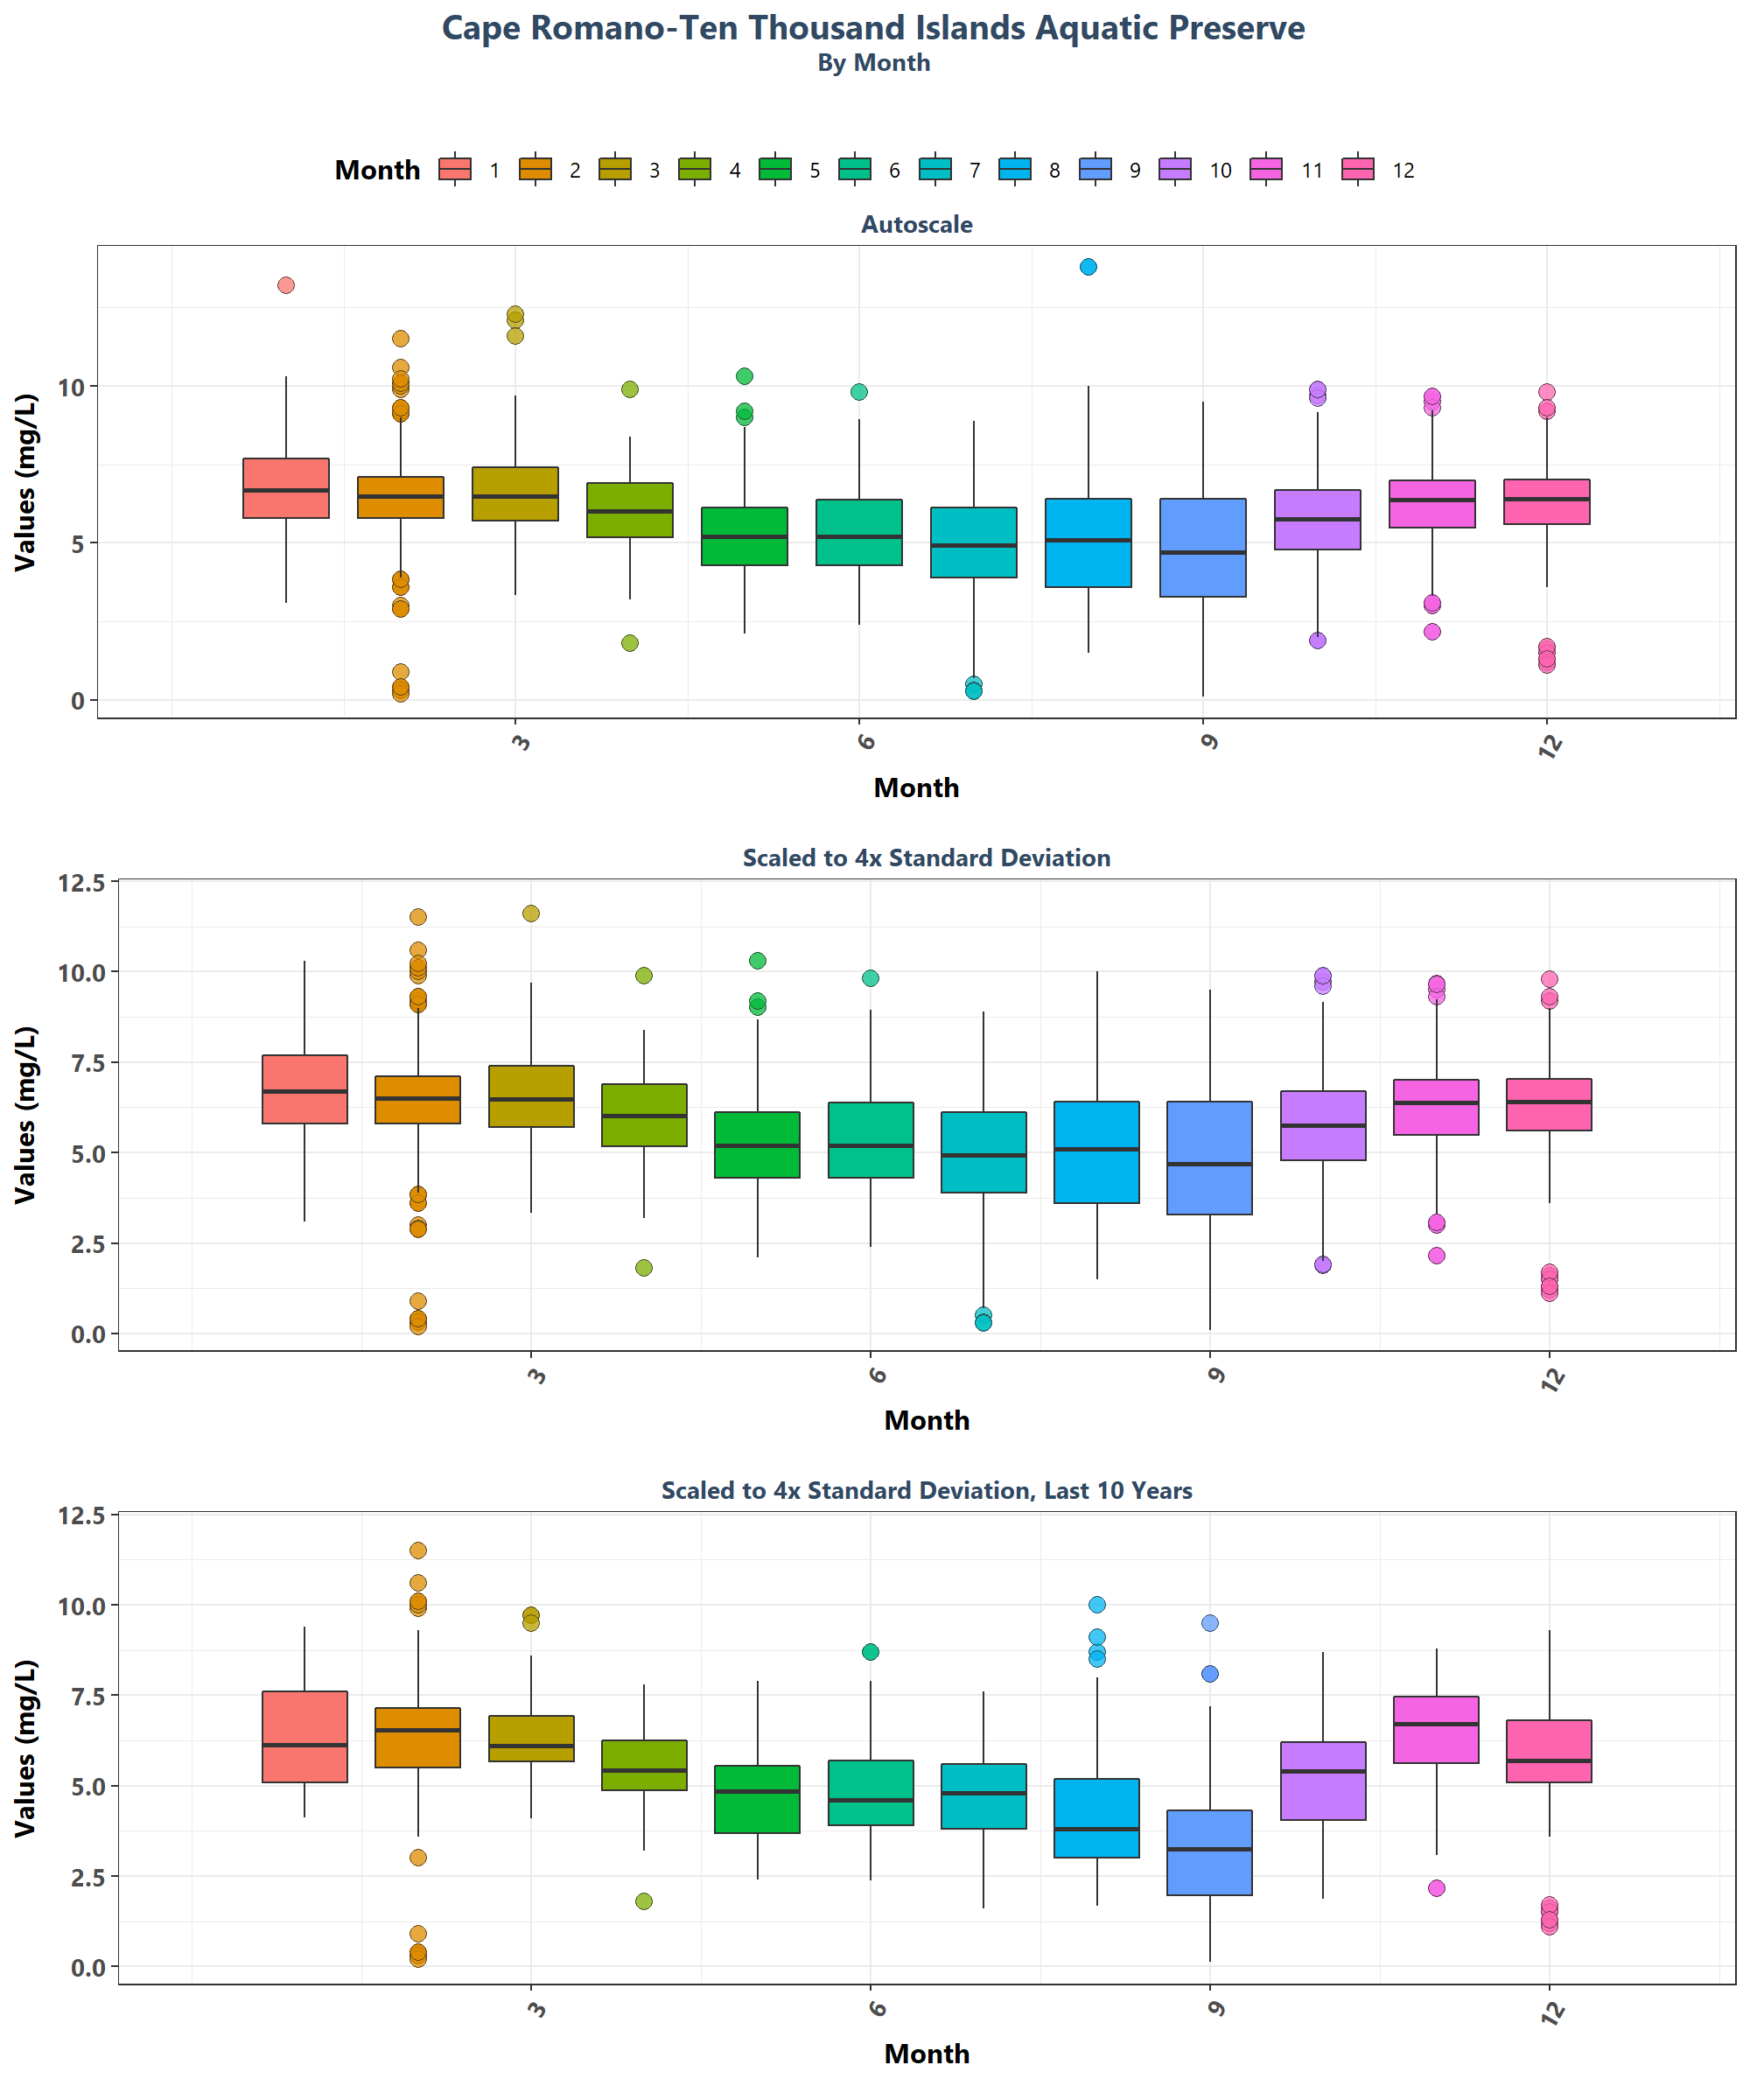 Cape Romano-Ten Thousand Islands Aquatic Preserve
By Month
Month 1 2 3 4 5 6 7 8 9 10 11 12
Autoscale
Values (mg/L)
10
5
0
3 6 9 12
Month
Scaled to 4x Standard Deviation
Values (mg/L)
12.5
10.0
7.5
5.0
2.5
0.0
3 6 9 12
Month
Scaled to 4x Standard Deviation, Last 10 Years
Values (mg/L)
12.5
10.0
7.5
5.0
2.5
0.0
3 6 9 12
Month